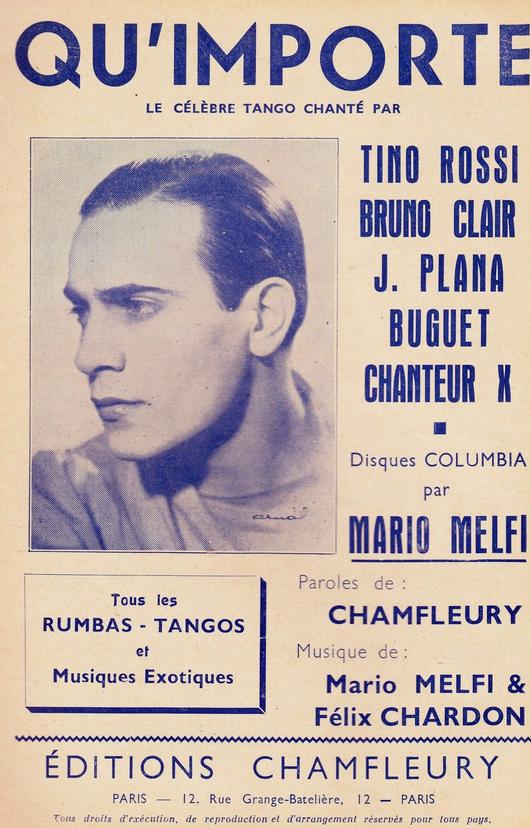 QU'IMPORTE
LE CÉLÈBRE TANGO CHANTÉ PAR
TINO ROSSI
BRUNO CLAIR
J. PLANA
BUGUET
CHANTEUR X
Disques COLUMBIA
par
MARIO MELFI
Tous les
RUMBAS - TANGOS
et
Musiques Exotiques
Paroles de :
CHAMFLEURY
Musique de :
Mario MELFI &
Félix CHARDON
ÉDITIONS CHAMFLEURY
PARIS — 12, Rue Grange-Batelière, 12 — PARIS
Tous droits d'exécution, de reproduction et d'arrangement réservés pour tous pays.